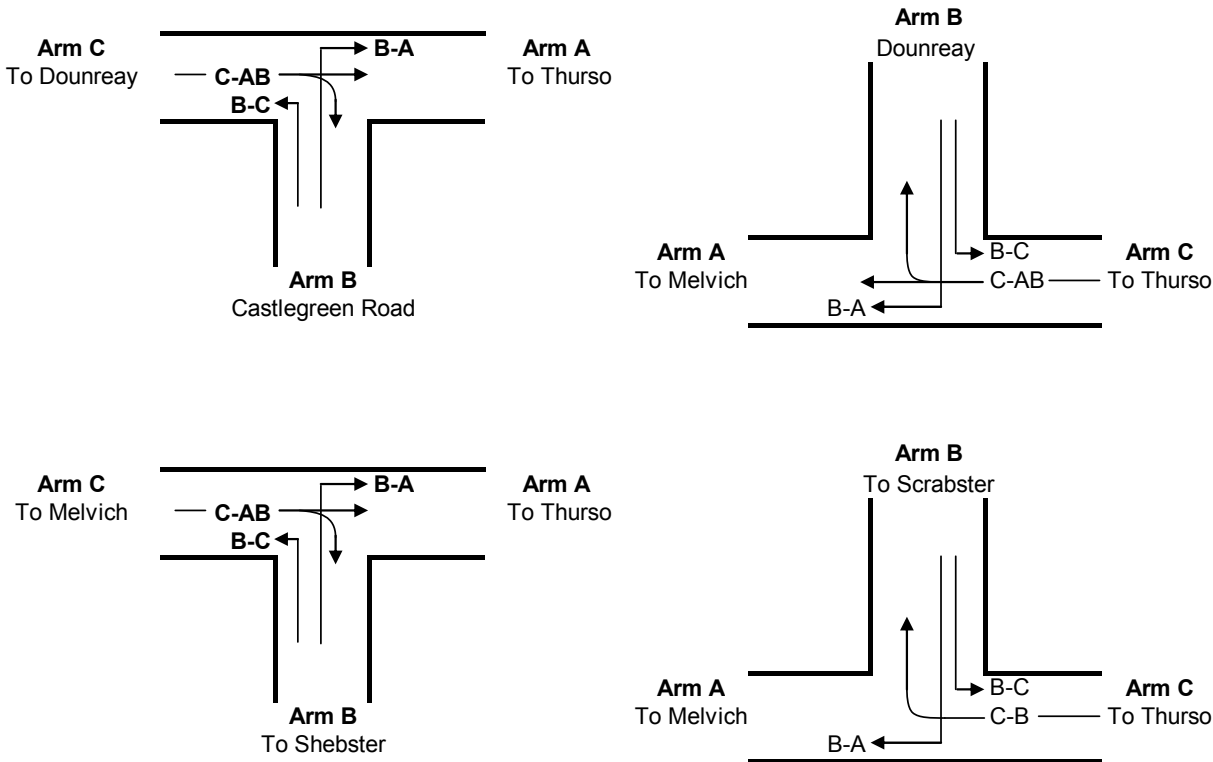 Arm C
To Dounreay
C-AB
B-C
B-A
Arm A
To Thurso
Arm B
Castlegreen Road
Arm B
Dounreay
Arm A
To Melvich
B-C
C-AB
B-A
Arm C
To Thurso
Arm C
To Melvich
C-AB
B-C
B-A
Arm A
To Thurso
Arm B
To Shebster
Arm B
To Scrabster
Arm A
To Melvich
B-C
C-B
B-A
Arm C
To Thurso